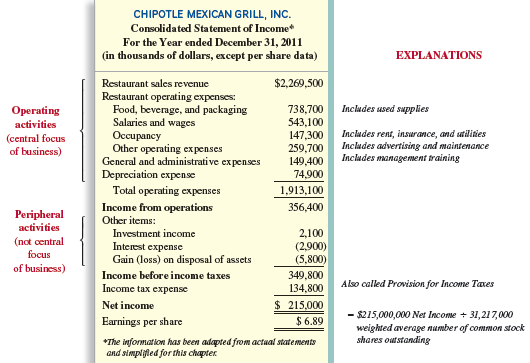 CHIPOTLE MEXICAN GRILL, INC.
Consolidated Statement of Income*
For the Year ended December 31, 2011
(in thousands of dollars, except per share data)
EXPLANATIONS
Restaurant sales revenue $2,269,500
Restaurant operating expenses:
Food, beverage, and packaging 738,700 Includes used supplies
Salaries and wages 543,100
Occupancy 147,300 Includes rent, insurance, and utilities
Other operating expenses 259,700 Includes advertising and maintenance
General and administrative expenses 149,400 Includes management training
Depreciation expense 74,900
Total operating expenses 1,913,100
Operating
activities
(central focus
of business)
Income from operations 356,400
Other items:
Investment income 2,100
Interest expense (2,900)
Gain (loss) on disposal of assets (5,800)
Income before income taxes 349,800
Peripheral
activities
(not central
focus
of business)
Income tax expense 134,800 Also called Provision for Income Taxes
Net income $ 215,000
Earnings per share $ 6.89
= $215,000,000 Net Income ÷ 31,217,000
weighted average number of common stock
shares outstanding
*The information has been adapted from actual statements
and simplified for this chapter.